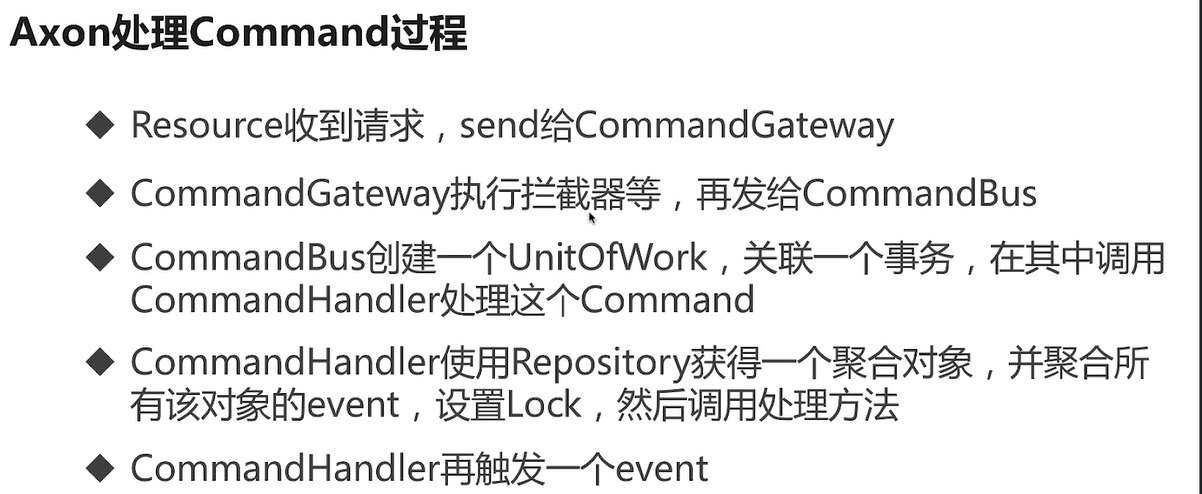 Axon处理Command过程
◆ Resource收到请求，send给CommandGateway
◆ CommandGateway执行拦截器等，再发给CommandBus
◆ CommandBus创建一个UnitOfWork，关联一个事务，在其中调用
CommandHandler处理这个Command
◆ CommandHandler使用Repository获得一个聚合对象，并聚合所
有该对象的event，设置Lock，然后调用处理方法
◆ CommandHandler再触发一个event